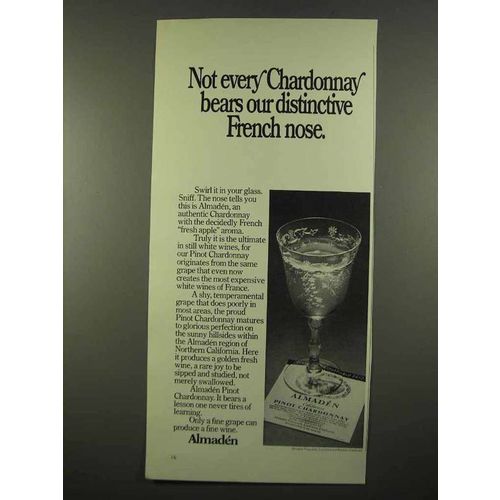 Not every Chardonnay
bears our distinctive
French nose.
Swirl it in your glass.
Sniff. The nose tells you
this is Almadén, an
authentic Chardonnay
with the decidedly French
"fresh apple" aroma.
Truly it is the ultimate
in still white wines, for
our Pinot Chardonnay
originates from the same
grape that even now
creates the most expensive
white wines of France.
A shy, temperamental
grape that does poorly in
most areas, the proud
Pinot Chardonnay matures
to glorious perfection on
the sunny hillsides within
the Almadén region of
Northern California. Here
it produces a golden fresh
wine, a rare joy to be
sipped and studied, not
merely swallowed.
Almadén Pinot
Chardonnay. It bears a
lesson one never tires of
learning.
Only a fine grape can
produce a fine wine.
Almadén
ALMADÉN
PINOT CHARDONNAY
16